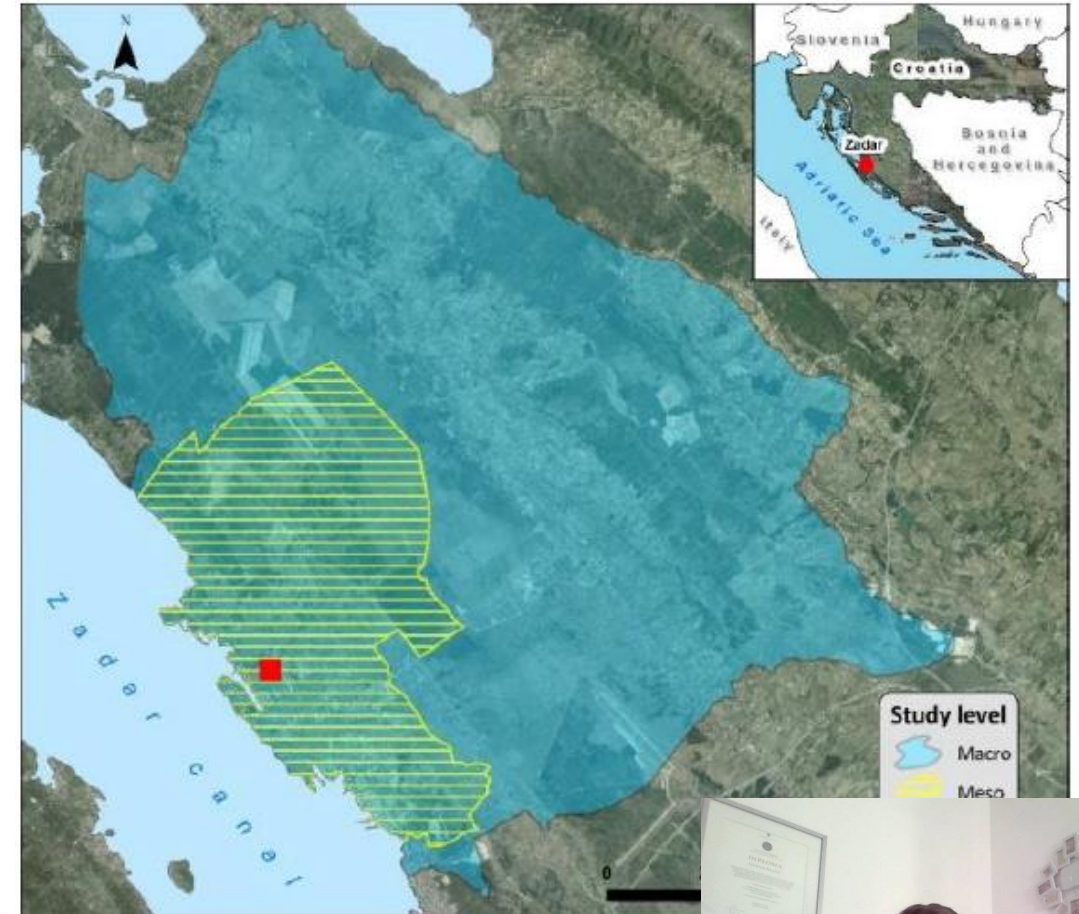 N
Hungary
Slovenia
Croatia
Bosnia
and
Hercegovina
Zadar
Adriatic Sea
Italy
Zadar canal
Study level
Macro
Meso
0